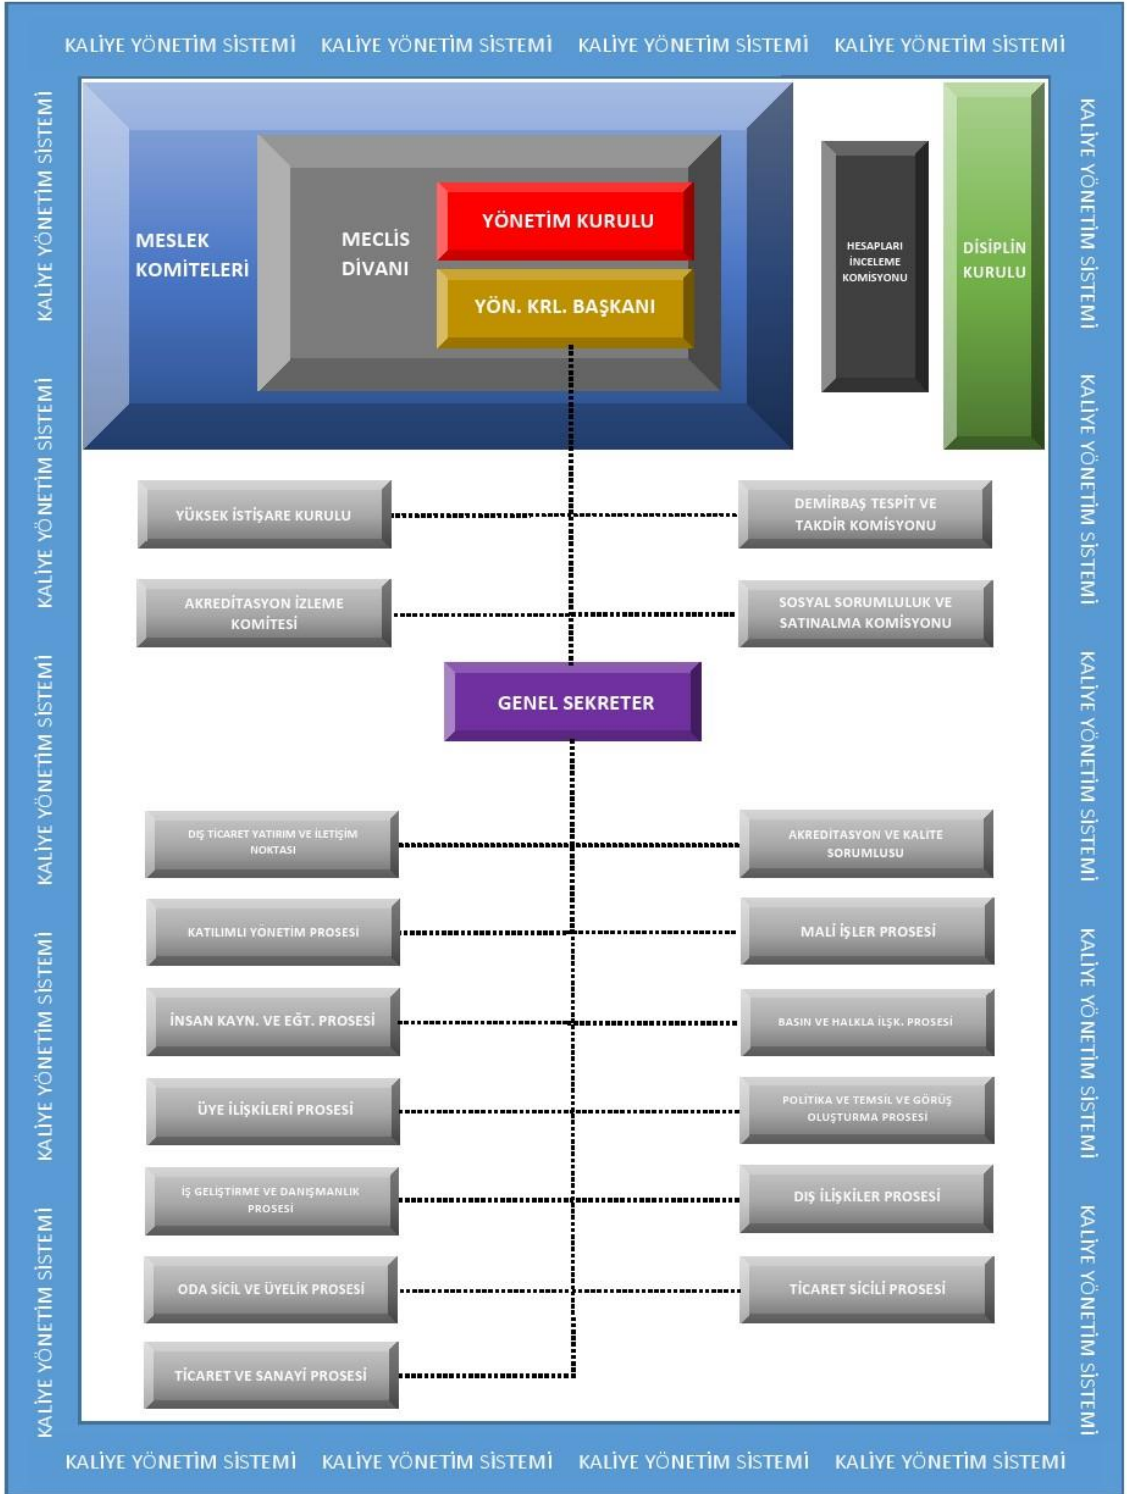 KALİYE YÖNETİM SİSTEMİ KALİYE YÖNETİM SİSTEMİ KALİYE YÖNETİM SİSTEMİ KALİYE YÖNETİM SİSTEMİ
KALİYE YÖNETİM SİSTEMİ
KALİYE YÖNETİM SİSTEMİ
KALİYE YÖNETİM SİSTEMİ
KALİYE YÖNETİM SİSTEMİ
KALİYE YÖNETİM SİSTEMİ
MESLEK
KOMİTELERİ
MECLİS
DİVANI
YÖNETİM KURULU
YÖN. KRL. BAŞKANI
HESAPLARI
İNCELEME
KOMİSYONU
DİSİPLİN
KURULU
YÜKSEK İSTİŞARE KURULU
DEMİRBAŞ TESPİT VE
TAKDİR KOMİSYONU
AKREDİTASYON İZLEME
KOMİTESİ
SOSYAL SORUMLULUK VE
SATINALMA KOMİSYONU
GENEL SEKRETER
DIŞ TİCARET YATIRIM VE İLETİŞİM
NOKTASI
AKREDİTASYON VE KALİTE
SORUMLUSU
KATILIMLI YÖNETİM PROSESİ
MALİ İŞLER PROSESİ
İNSAN KAYN. VE EĞT. PROSESİ
BASIN VE HALKLA İLŞK. PROSESİ
ÜYE İLİŞKİLERİ PROSESİ
POLİTİKA VE TEMSİL VE GÖRÜŞ
OLUŞTURMA PROSESİ
İŞ GELİŞTİRME VE DANIŞMANLIK
PROSESİ
DIŞ İLİŞKİLER PROSESİ
ODA SİCİL VE ÜYELİK PROSESİ
TİCARET SİCİLİ PROSESİ
TİCARET VE SANAYİ PROSESİ
KALİYE YÖNETİM SİSTEMİ
KALİYE YÖNETİM SİSTEMİ
KALİYE YÖNETİM SİSTEMİ
KALİYE YÖNETİM SİSTEMİ
KALİYE YÖNETİM SİSTEMİ
KALİYE YÖNETİM SİSTEMİ KALİYE YÖNETİM SİSTEMİ KALİYE YÖNETİM SİSTEMİ KALİYE YÖNETİM SİSTEMİ